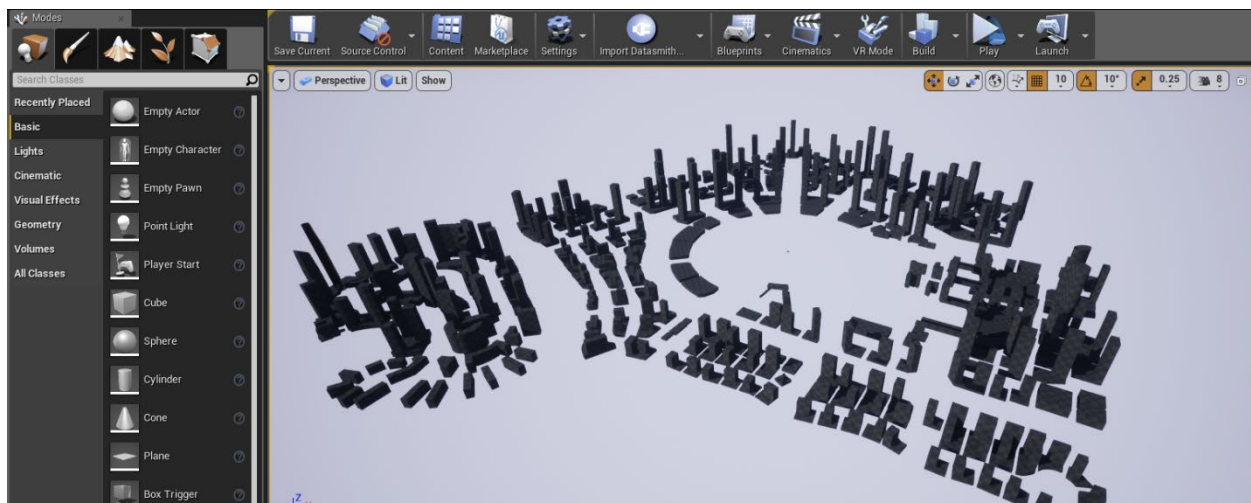 Modes
Save Current
Source Control
Content
Marketplace
Settings
Import Datasmith...
Blueprints
Cinematics
VR Mode
Build
Play
Launch
Search Classes
Perspective
Lit
Show
10
10°
0.25
8
Recently Placed
Basic
Lights
Cinematic
Visual Effects
Geometry
Volumes
All Classes
Empty Actor
Empty Character
Empty Pawn
Point Light
Player Start
Cube
Sphere
Cylinder
Cone
Plane
Box Trigger
Z